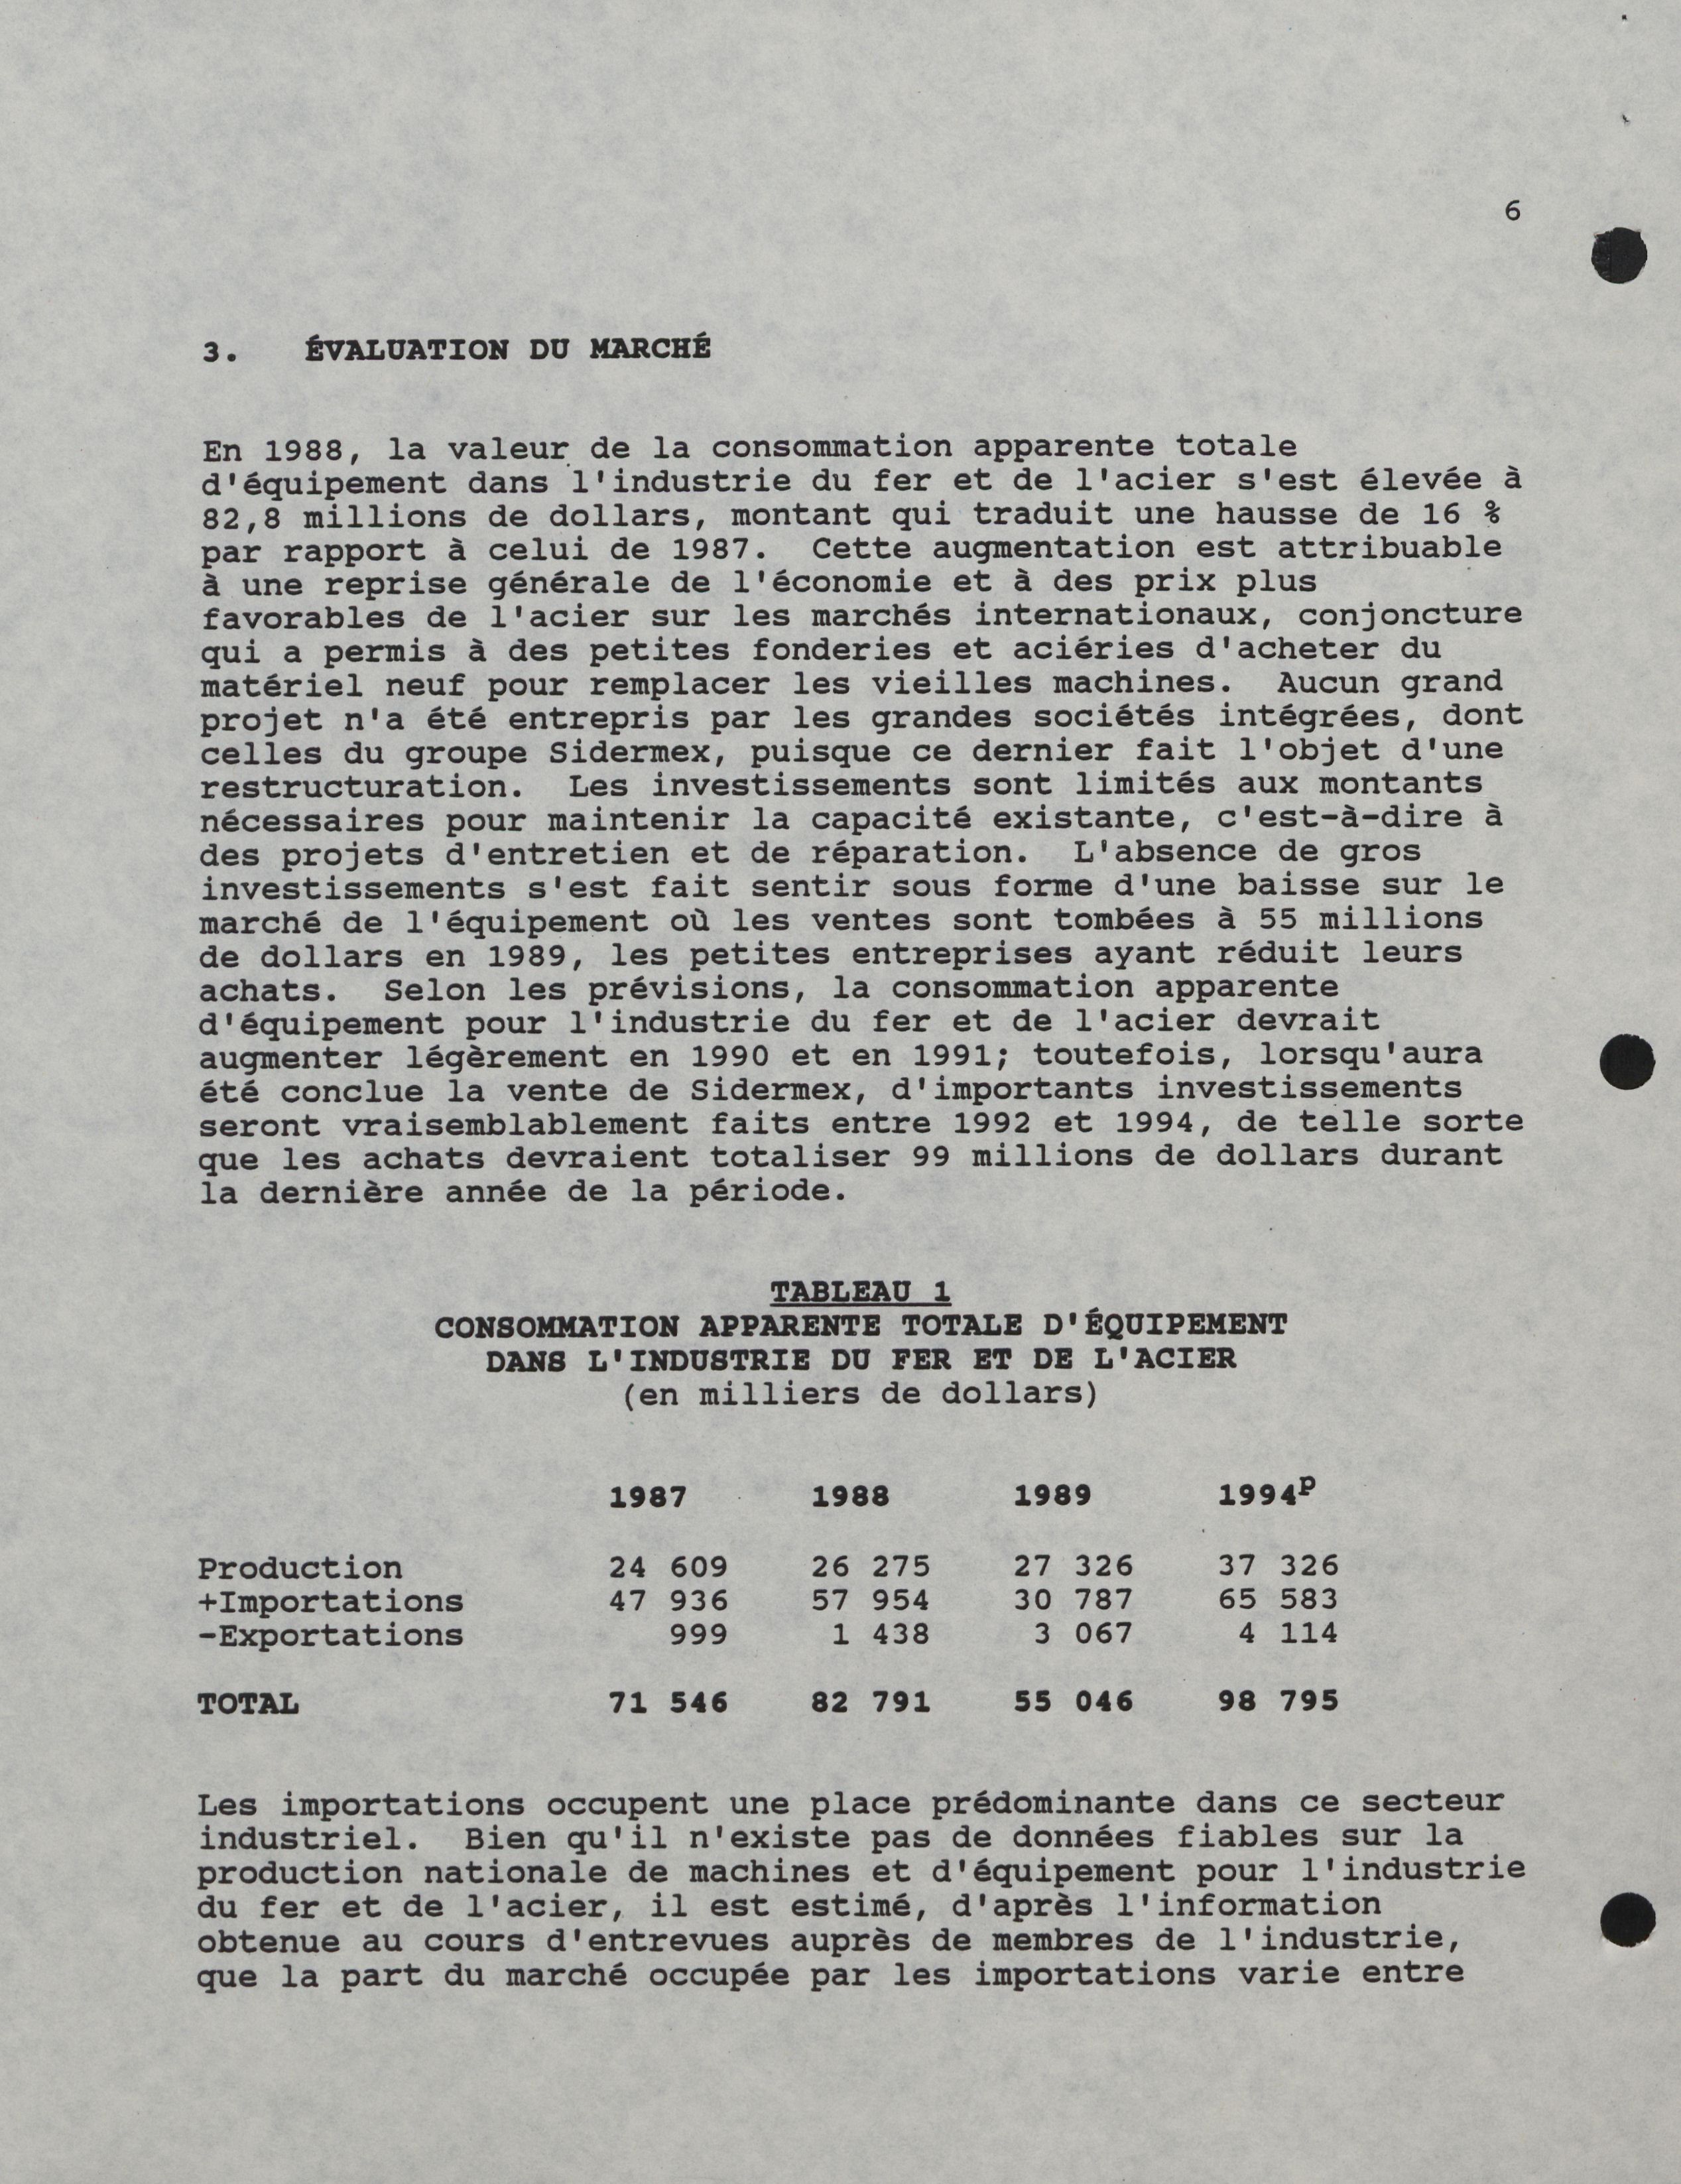 6
3. ÉVALUATION DU MARCHÉ
En 1988, la valeur de la consommation apparente totale
d'équipement dans l'industrie du fer et de l'acier s'est élevée à
82,8 millions de dollars, montant qui traduit une hausse de 16 %
par rapport à celui de 1987. Cette augmentation est attribuable
à une reprise générale de l'économie et à des prix plus
favorables de l'acier sur les marchés internationaux, conjoncture
qui a permis à des petites fonderies et aciéries d'acheter du
matériel neuf pour remplacer les vieilles machines. Aucun grand
projet n'a été entrepris par les grandes sociétés intégrées, dont
celles du groupe Sidermex, puisque ce dernier fait l'objet d'une
restructuration. Les investissements sont limités aux montants
nécessaires pour maintenir la capacité existante, c'est-à-dire à
des projets d'entretien et de réparation. L'absence de gros
investissements s'est fait sentir sous forme d'une baisse sur le
marché de l'équipement où les ventes sont tombées à 55 millions
de dollars en 1989, les petites entreprises ayant réduit leurs
achats. Selon les prévisions, la consommation apparente
d'équipement pour l'industrie du fer et de l'acier devrait
augmenter légèrement en 1990 et en 1991; toutefois, lorsqu'aura
été conclue la vente de Sidermex, d'importants investissements
seront vraisemblablement faits entre 1992 et 1994, de telle sorte
que les achats devraient totaliser 99 millions de dollars durant
la dernière année de la période.
TABLEAU 1
CONSOMMATION APPARENTE TOTALE D'ÉQUIPEMENT
DANS L'INDUSTRIE DU FER ET DE L'ACIER
(en milliers de dollars)
1987 1988 1989 1994p
Production 24 609 26 275 27 326 37 326
+Importations 47 936 57 954 30 787 65 583
-Exportations 999 1 438 3 067 4 114
TOTAL 71 546 82 791 55 046 98 795
Les importations occupent une place prédominante dans ce secteur
industriel. Bien qu'il n'existe pas de données fiables sur la
production nationale de machines et d'équipement pour l'industrie
du fer et de l'acier, il est estimé, d'après l'information
obtenue au cours d'entrevues auprès de membres de l'industrie,
que la part du marché occupée par les importations varie entre